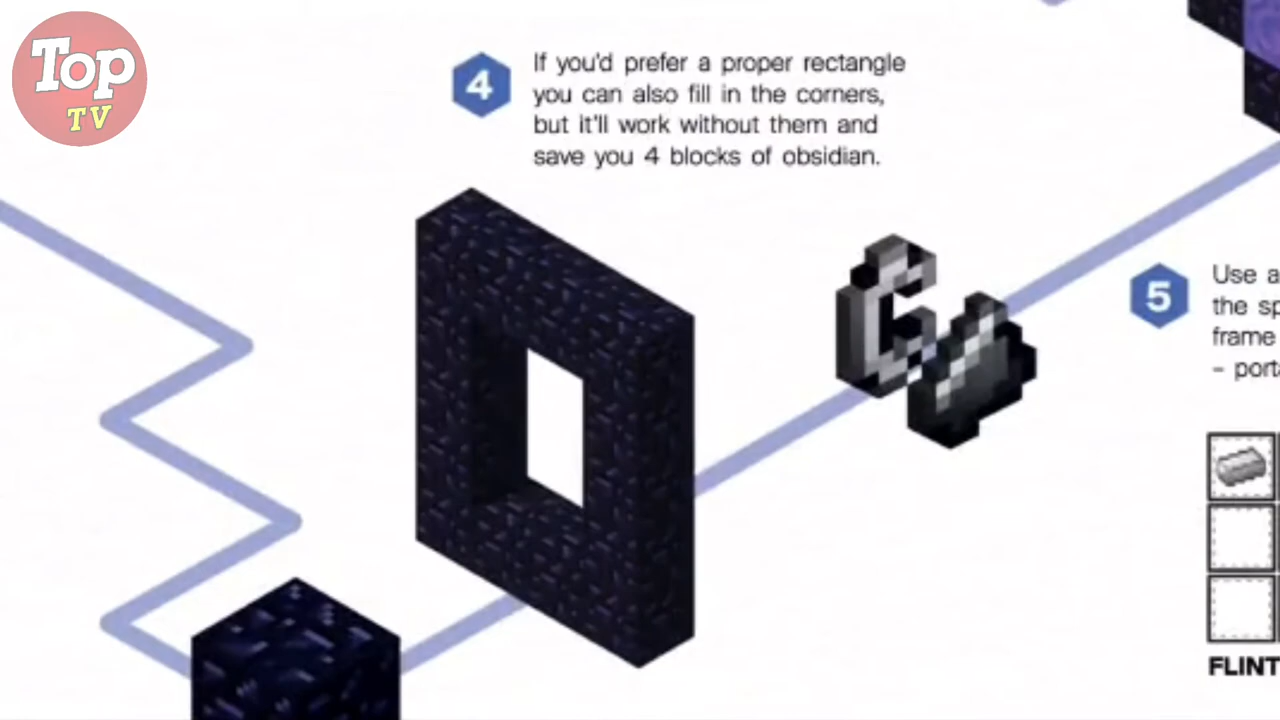 Top
TV
4
If you'd prefer a proper rectangle
you can also fill in the corners,
but it'll work without them and
save you 4 blocks of obsidian.
5
Use a
the sp
frame
– port
FLINT